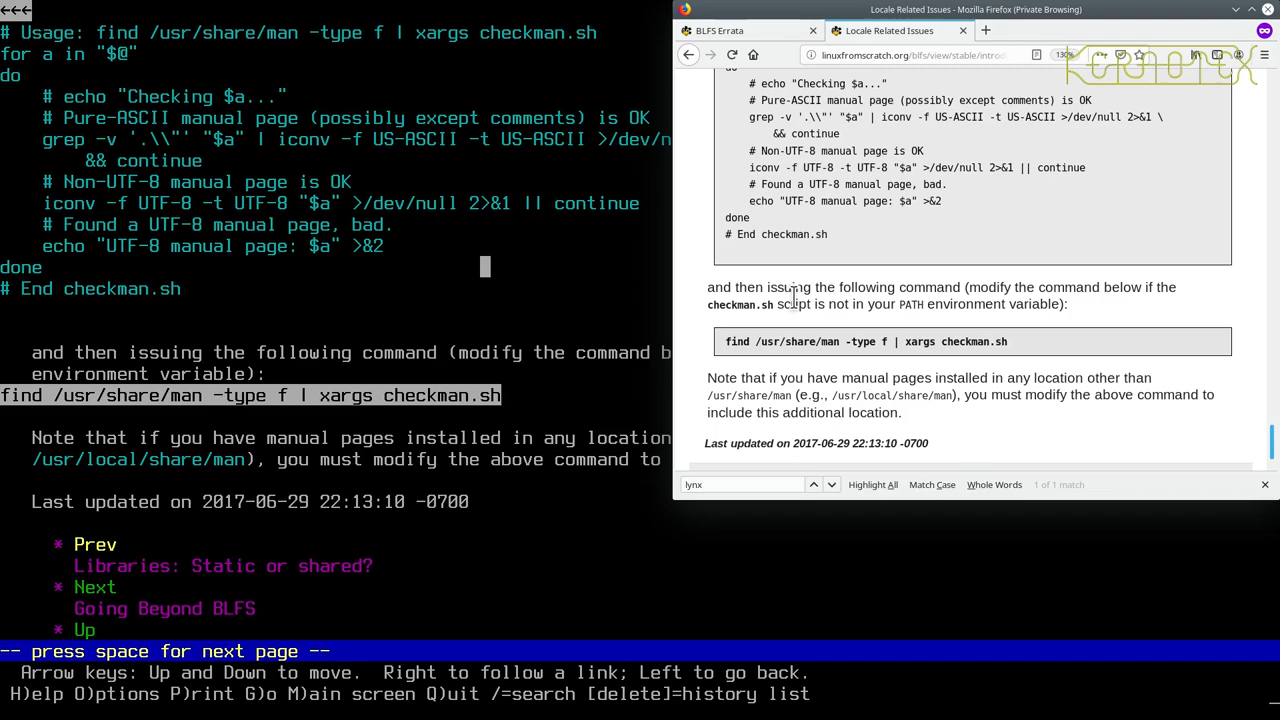 ←←←
# Usage: find /usr/share/man -type f | xargs checkman.sh
for a in "$@"
do
# echo "Checking $a..."
# Pure-ASCII manual page (possibly except comments) is OK
grep -v '.\\"' "$a" | iconv -f US-ASCII -t US-ASCII >/dev/n
&& continue
# Non-UTF-8 manual page is OK
iconv -f UTF-8 -t UTF-8 "$a" >/dev/null 2>&1 || continue
# Found a UTF-8 manual page, bad.
echo "UTF-8 manual page: $a" >&2
done
# End checkman.sh
and then issuing the following command (modify the command b
environment variable):
find /usr/share/man -type f | xargs checkman.sh
Note that if you have manual pages installed in any location
/usr/local/share/man), you must modify the above command to
Last updated on 2017-06-29 22:13:10 -0700
* Prev
Libraries: Static or shared?
* Next
Going Beyond BLFS
* Up
-- press space for next page --
Arrow keys: Up and Down to move. Right to follow a link; Left to go back.
H)elp O)ptions P)rint G)o M)ain screen Q)uit /=search [delete]=history list
Locale Related Issues - Mozilla Firefox (Private Browsing)
BLFS Errata
Locale Related Issues
linuxfromscratch.org/blfs/view/stable/introd
130%
KERNOTEX
do
# echo "Checking $a..."
# Pure-ASCII manual page (possibly except comments) is OK
grep -v '.\\"' "$a" | iconv -f US-ASCII -t US-ASCII >/dev/null 2>&1 \
&& continue
# Non-UTF-8 manual page is OK
iconv -f UTF-8 -t UTF-8 "$a" >/dev/null 2>&1 || continue
# Found a UTF-8 manual page, bad.
echo "UTF-8 manual page: $a" >&2
done
# End checkman.sh
and then issuing the following command (modify the command below if the
checkman.sh script is not in your PATH environment variable):
find /usr/share/man -type f | xargs checkman.sh
Note that if you have manual pages installed in any location other than
/usr/share/man (e.g., /usr/local/share/man), you must modify the above command to
include this additional location.
Last updated on 2017-06-29 22:13:10 -0700
lynx
Highlight All
Match Case
Whole Words
1 of 1 match